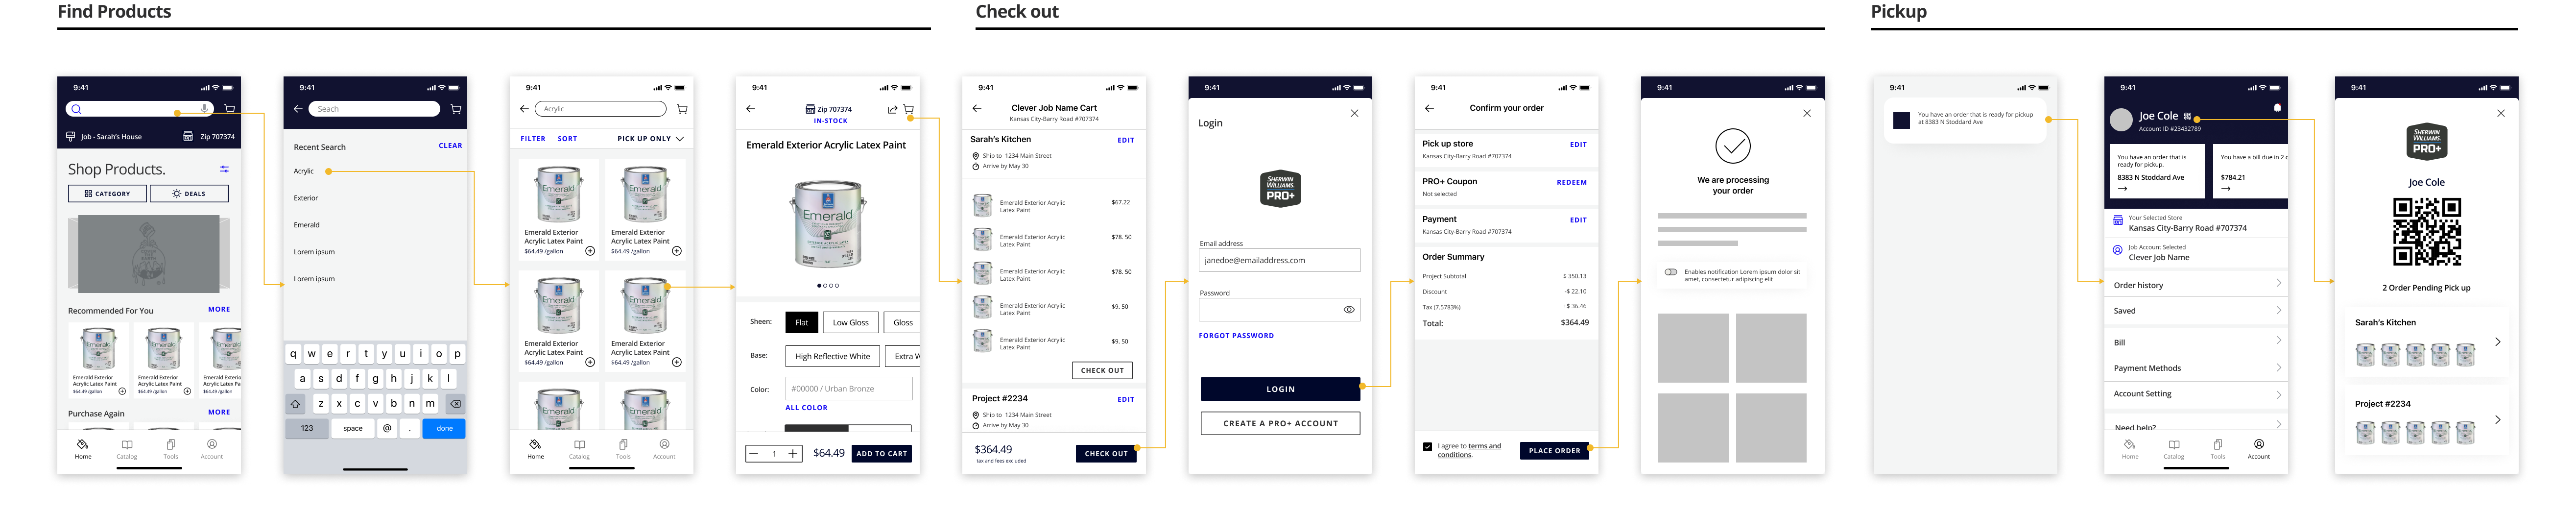 Find Products
Check out
Pickup
9:41
Job - Sarah's House
Zip 707374
Shop Products.
CATEGORY
DEALS
Recommended For You
MORE
Emerald
Emerald
Emerald
Emerald Exterior
Acrylic Latex Paint
$64.49 /gallon
Emerald Exterior
Acrylic Latex Paint
$64.49 /gallon
Emerald Ext
Acrylic Late
$64.49 /gallo
Purchase Again
MORE
Home
Catalog
Tools
Account
9:41
Seach
Recent Search
CLEAR
Acrylic
Exterior
Emerald
Lorem ipsum
Lorem ipsum
q w e r t y u i o p
a s d f g h j k l
z x c v b n m
123
space
@
.
done
9:41
Acrylic
FILTER
SORT
PICK UP ONLY
Emerald
Emerald
Emerald Exterior
Acrylic Latex Paint
$64.49 /gallon
Emerald Exterior
Acrylic Latex Paint
$64.49 /gallon
Emerald
Emerald
Emerald Exterior
Acrylic Latex Paint
$64.49 /gallon
Emerald Exterior
Acrylic Latex Paint
$64.49 /gallon
Emerald
Emerald
Home
Catalog
Tools
Account
9:41
Zip 707374
IN-STOCK
Emerald Exterior Acrylic Latex Paint
Emerald
Sheen:
Flat
Low Gloss
Gloss
Base:
High Reflective White
Extra W
Color:
#00000 / Urban Bronze
ALL COLOR
1
$64.49
ADD TO CART
9:41
Clever Job Name Cart
Kansas City-Barry Road #707374
Sarah's Kitchen
EDIT
Ship to 1234 Main Street
Arrive by May 30
Emerald Exterior Acrylic
Latex Paint
$67.22
Emerald Exterior Acrylic
Latex Paint
$78. 50
Emerald Exterior Acrylic
Latex Paint
$78. 50
Emerald Exterior Acrylic
Latex Paint
$9. 50
Emerald Exterior Acrylic
Latex Paint
$9. 50
CHECK OUT
Project #2234
EDIT
Ship to 1234 Main Street
Arrive by May 30
$364.49
tax and fees excluded
CHECK OUT
9:41
Login
SHERWIN
WILLIAMS.
PRO+
Email address
janedoe@emailaddress.com
Password
FORGOT PASSWORD
LOGIN
CREATE A PRO+ ACCOUNT
9:41
Confirm your order
Pick up store
EDIT
Kansas City-Barry Road #707374
PRO+ Coupon
REDEEM
Not selected
Payment
EDIT
Kansas City-Barry Road #707374
Order Summary
Project Subtotal
$ 350.13
Discount
-$ 22.10
Tax (7.5783%)
+$ 36.46
Total:
$364.49
I agree to terms and
conditions.
PLACE ORDER
9:41
We are processing
your order
Enables notification Lorem ipsum dolor sit
amet, consectetur adipiscing elit
9:41
You have an order that is ready for pickup
at 8383 N Stoddard Ave
9:41
Joe Cole
Account ID #23432789
You have an order that is
ready for pickup.
8383 N Stoddard Ave
You have a bill due in 2 d
$784.21
Your Selected Store
Kansas City-Barry Road #707374
Job Account Selected
Clever Job Name
Order history
Saved
Bill
Payment Methods
Account Setting
Need help?
Home
Catalog
Tools
Account
9:41
SHERWIN
WILLIAMS.
PRO+
Joe Cole
2 Order Pending Pick up
Sarah's Kitchen
Project #2234